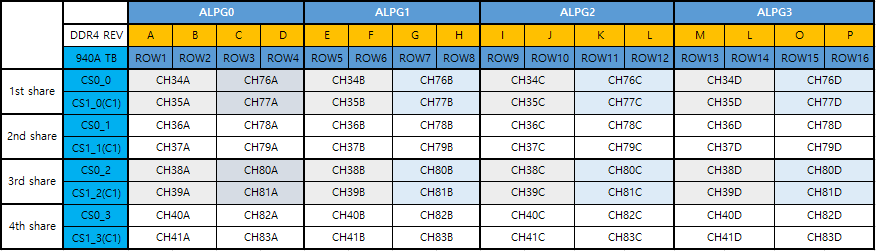 ALPG0 ALPG1 ALPG2 ALPG3
DDR4 REV A B C D E F G H I J K L M L O P
940A TB ROW1 ROW2 ROW3 ROW4 ROW5 ROW6 ROW7 ROW8 ROW9 ROW10 ROW11 ROW12 ROW13 ROW14 ROW15 ROW16
1st share CS0_0 CH34A CH76A CH34B CH76B CH34C CH76C CH34D CH76D
CS1_0(C1) CH35A CH77A CH35B CH77B CH35C CH77C CH35D CH77D
2nd share CS0_1 CH36A CH78A CH36B CH78B CH36C CH78C CH36D CH78D
CS1_1(C1) CH37A CH79A CH37B CH79B CH37C CH79C CH37D CH79D
3rd share CS0_2 CH38A CH80A CH38B CH80B CH38C CH80C CH38D CH80D
CS1_2(C1) CH39A CH81A CH39B CH81B CH39C CH81C CH39D CH81D
4th share CS0_3 CH40A CH82A CH40B CH82B CH40C CH82C CH40D CH82D
CS1_3(C1) CH41A CH83A CH41B CH83B CH41C CH83C CH41D CH83D